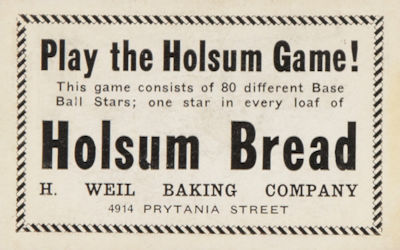 Play the Holsum Game!
This game consists of 80 different Base
Ball Stars; one star in every loaf of
Holsum Bread
H. WEIL BAKING COMPANY
4914 PRYTANIA STREET